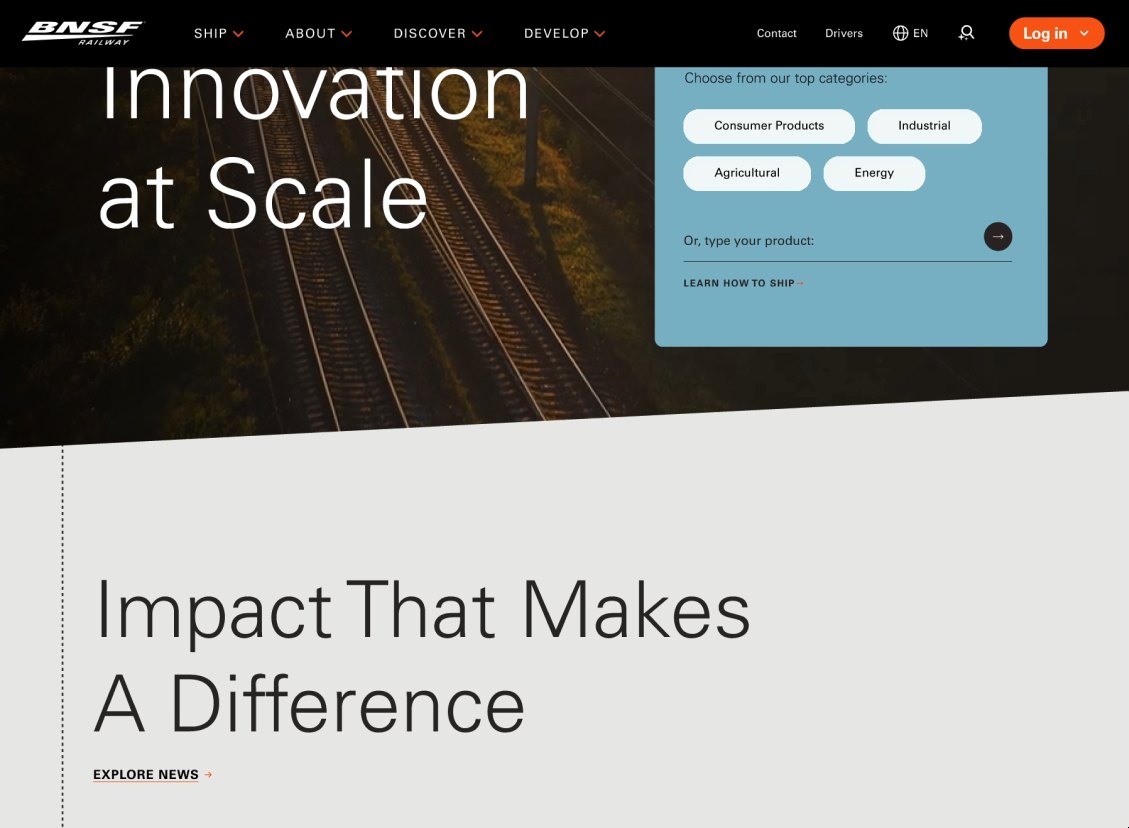 BNSF
RAILWAY
SHIP
ABOUT
DISCOVER
DEVELOP
Contact
Drivers
EN
Log in
Innovation
at Scale
Choose from our top categories:
Consumer Products
Industrial
Agricultural
Energy
Or, type your product:
LEARN HOW TO SHIP→
Impact That Makes
A Difference
EXPLORE NEWS →